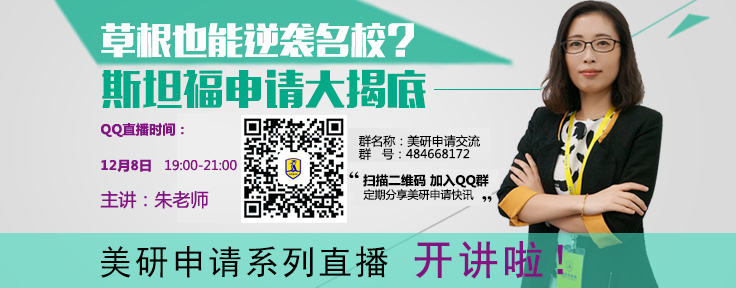 草根也能逆袭名校?
斯坦福申请大揭底
QQ直播时间：
12月8日 19:00-21:00
主讲：朱老师
群名称：美研申请交流
群 号：484668172
“ 扫描二维码 加入QQ群
定期分享美研申请快讯 ”
美研申请系列直播 开讲啦！